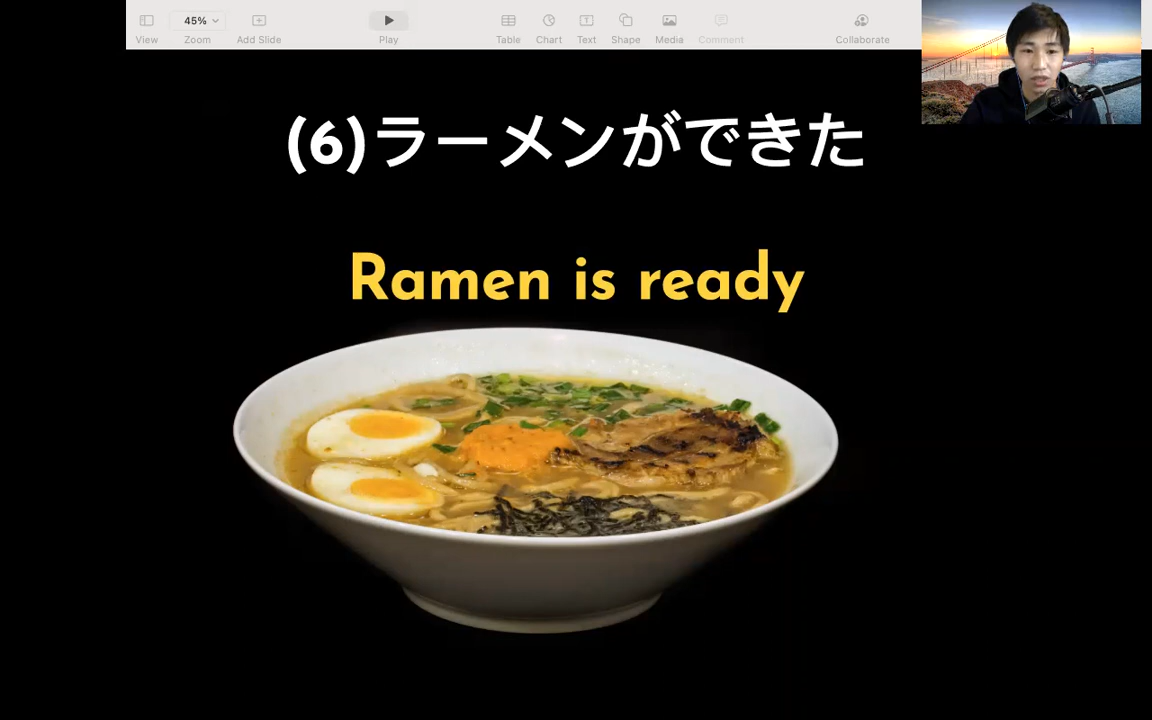 45%
View
Zoom
Add Slide
Play
Table
Chart
Text
Shape
Media
Comment
Collaborate
(6)ラーメンができた
Ramen is ready